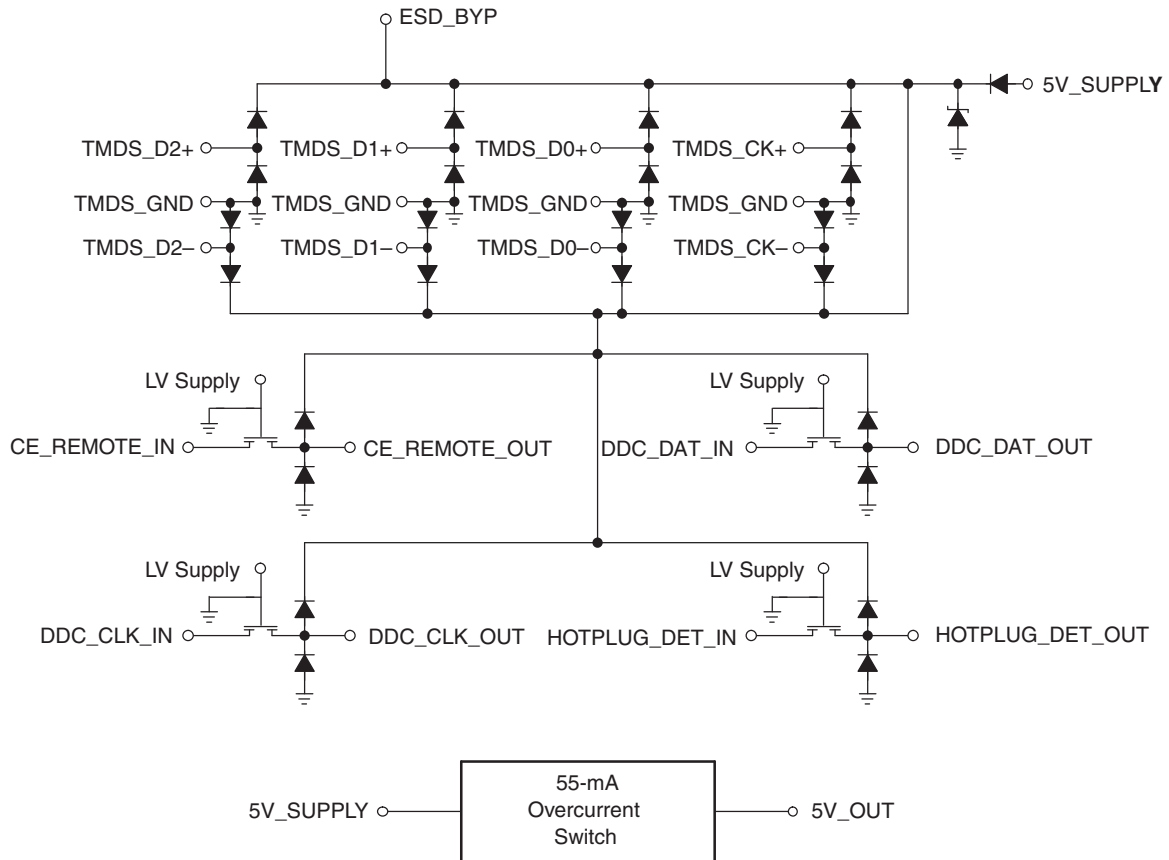 ESD_BYP
5V_SUPPLY
TMDS_D2+ TMDS_D1+ TMDS_D0+ TMDS_CK+
TMDS_GND TMDS_GND TMDS_GND TMDS_GND
TMDS_D2– TMDS_D1– TMDS_D0– TMDS_CK–
LV Supply LV Supply
CE_REMOTE_IN CE_REMOTE_OUT DDC_DAT_IN DDC_DAT_OUT
LV Supply LV Supply
DDC_CLK_IN DDC_CLK_OUT HOTPLUG_DET_IN HOTPLUG_DET_OUT
55-mA
5V_SUPPLY Overcurrent 5V_OUT
Switch